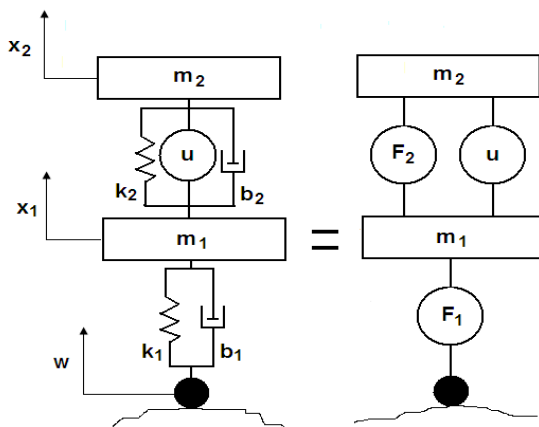 x₂
m₂
k₂
u
b₂
x₁
m₁
k₁
b₁
w
=
m₂
F₂
u
m₁
F₁